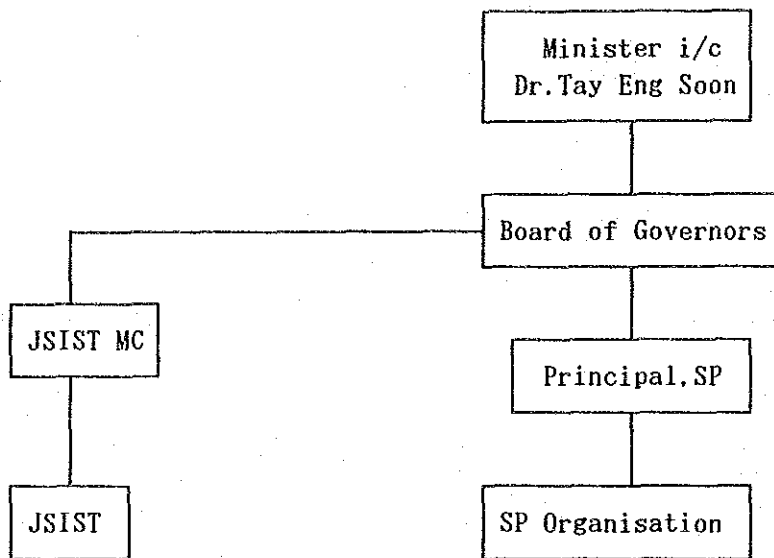 Minister i/c
Dr.Tay Eng Soon
Board of Governors
JSIST MC
Principal,SP
JSIST
SP Organisation